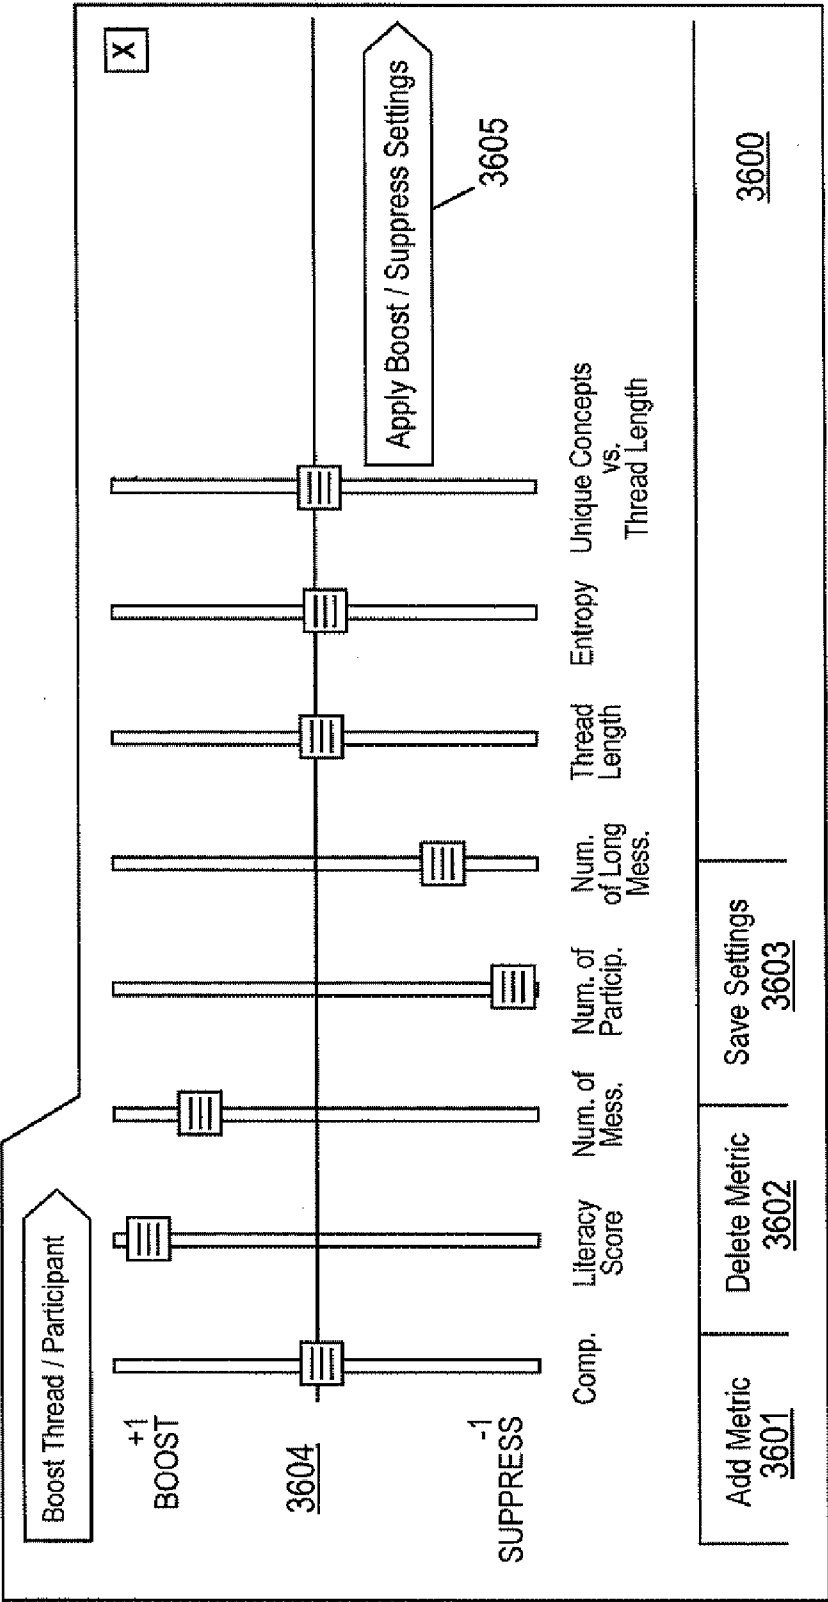 Boost Thread / Participant
X
+1
BOOST
3604
-1
SUPPRESS
Apply Boost / Suppress Settings
3605
Comp.
Literacy
Score
Num. of
Mess.
Num. of
Particip.
Num.
of Long
Mess.
Thread
Length
Entropy
Unique Concepts
vs.
Thread Length
Add Metric
3601
Delete Metric
3602
Save Settings
3603
3600